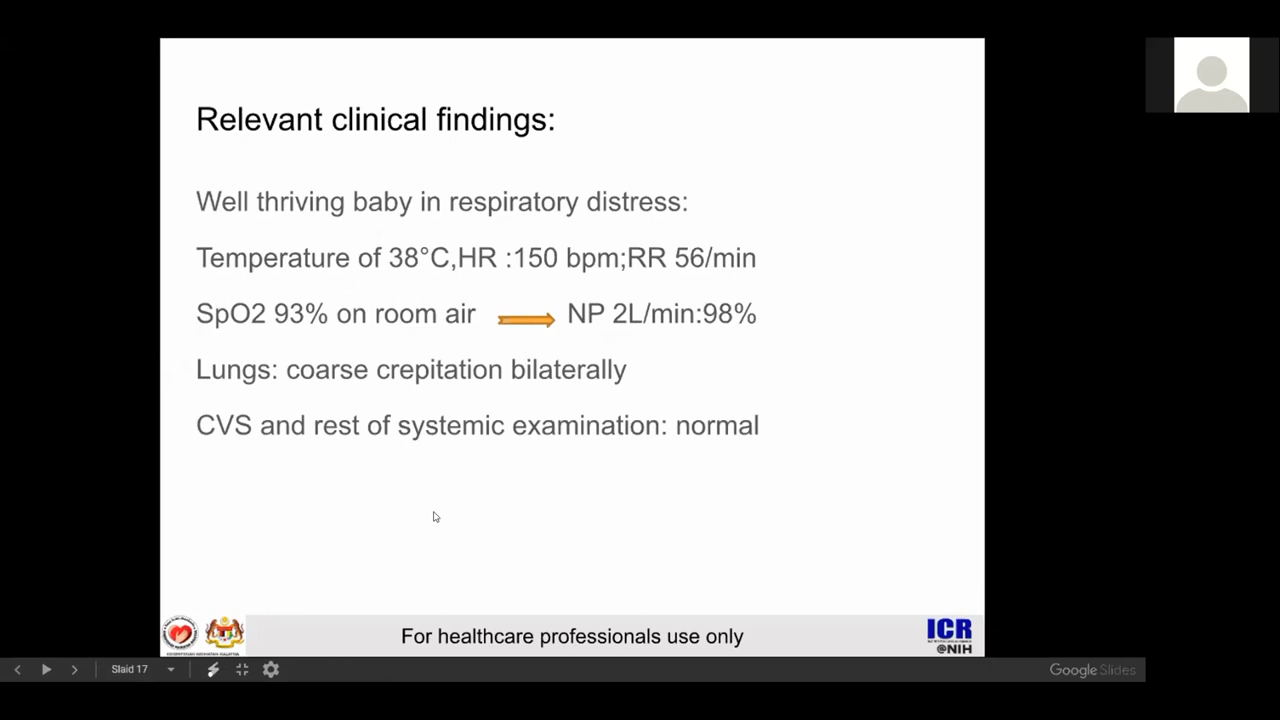 Relevant clinical findings:
Well thriving baby in respiratory distress:
Temperature of 38°C,HR :150 bpm;RR 56/min
SpO2 93% on room air NP 2L/min:98%
Lungs: coarse crepitation bilaterally
CVS and rest of systemic examination: normal
For healthcare professionals use only
ICR
@NIH
Slaid 17
Google Slides